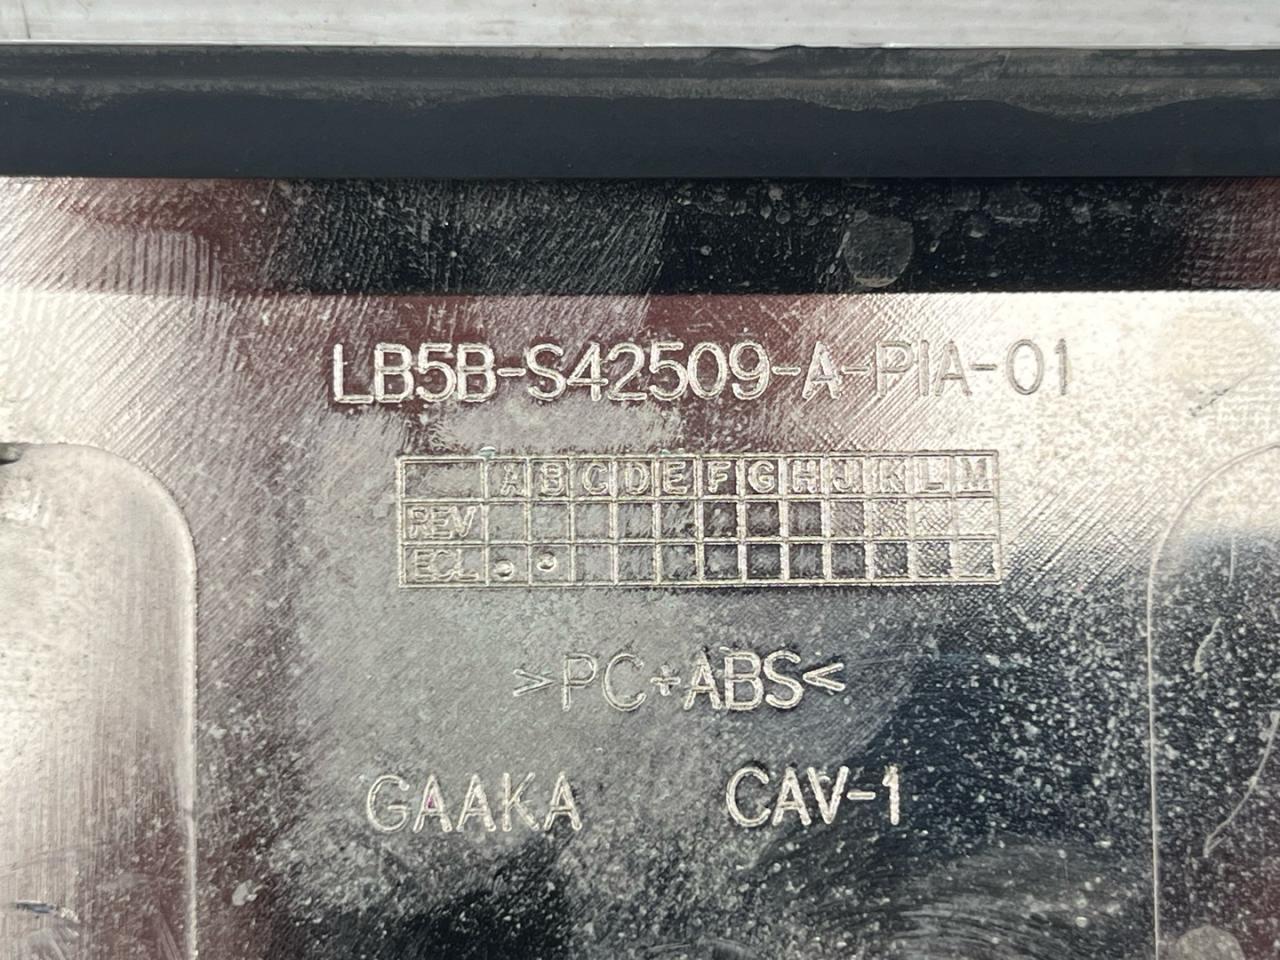 LB5B-S42509-A-PIA-01
A B C D E F G H J K L M
REV
ECL . .
>PC+ABS<
GAAKA CAV-1